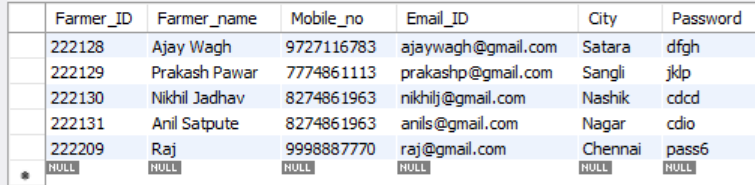 Farmer_ID Farmer_name Mobile_no Email_ID City Password
222128 Ajay Wagh 9727116783 ajaywagh@gmail.com Satara dfgh
222129 Prakash Pawar 7774861113 prakashp@gmail.com Sangli jklp
222130 Nikhil Jadhav 8274861963 nikhilj@gmail.com Nashik cdcd
222131 Anil Satpute 8274861963 anils@gmail.com Nagar cdio
222209 Raj 9998887770 raj@gmail.com Chennai pass6
NULL NULL NULL NULL NULL NULL